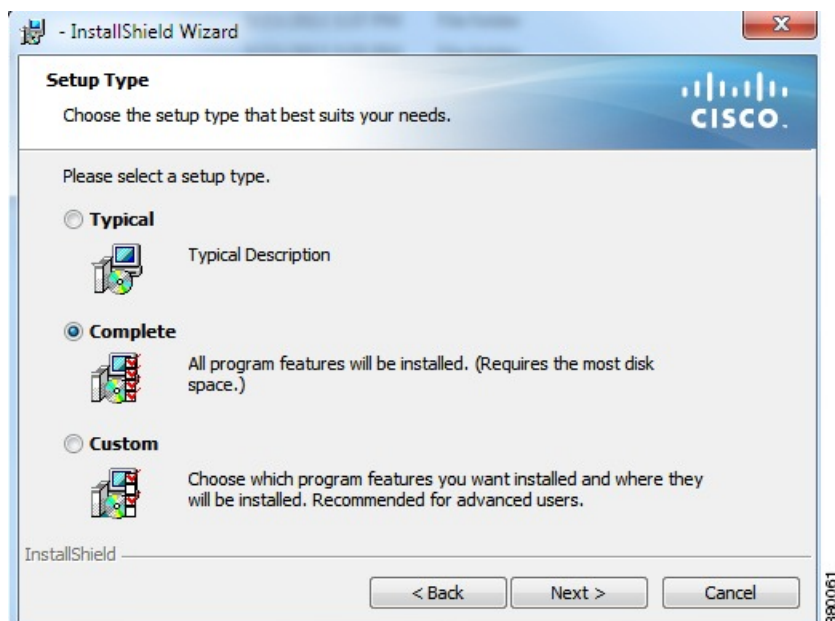 - InstallShield Wizard
Setup Type
Choose the setup type that best suits your needs.
CISCO.
Please select a setup type.
Typical
Typical Description
Complete
All program features will be installed. (Requires the most disk
space.)
Custom
Choose which program features you want installed and where they
will be installed. Recommended for advanced users.
InstallShield
< Back
Next >
Cancel